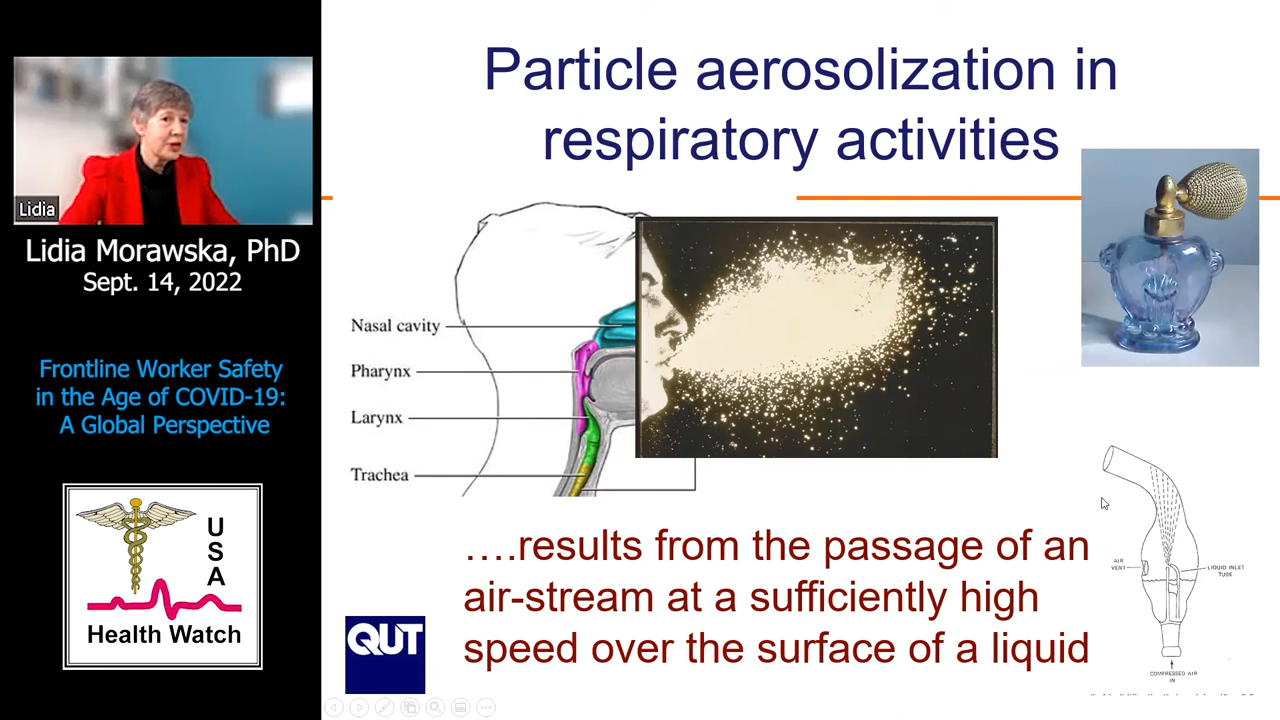 Lidia
Lidia Morawska, PhD
Sept. 14, 2022
Frontline Worker Safety
in the Age of COVID-19:
A Global Perspective
USA
Health Watch
Particle aerosolization in
respiratory activities
Nasal cavity
Pharynx
Larynx
Trachea
….results from the passage of an
air-stream at a sufficiently high
speed over the surface of a liquid
QUT
AIR
VENT
LIQUID INLET
TUBE
COMPRESSED AIR
IN